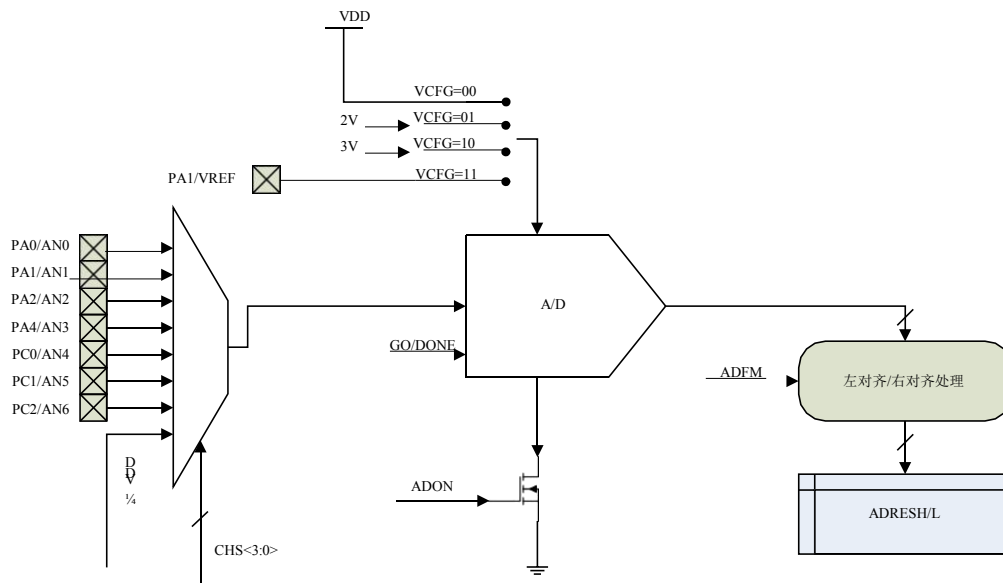 VDD
VCFG=00
2V
VCFG=01
3V
VCFG=10
PA1/VREF
VCFG=11
PA0/AN0
PA1/AN1
PA2/AN2
PA4/AN3
PC0/AN4
PC1/AN5
PC2/AN6
A/D
GO/DONE
ADFM
左对齐/右对齐处理
D
D
V
¼
ADON
ADRESH/L
CHS<3:0>